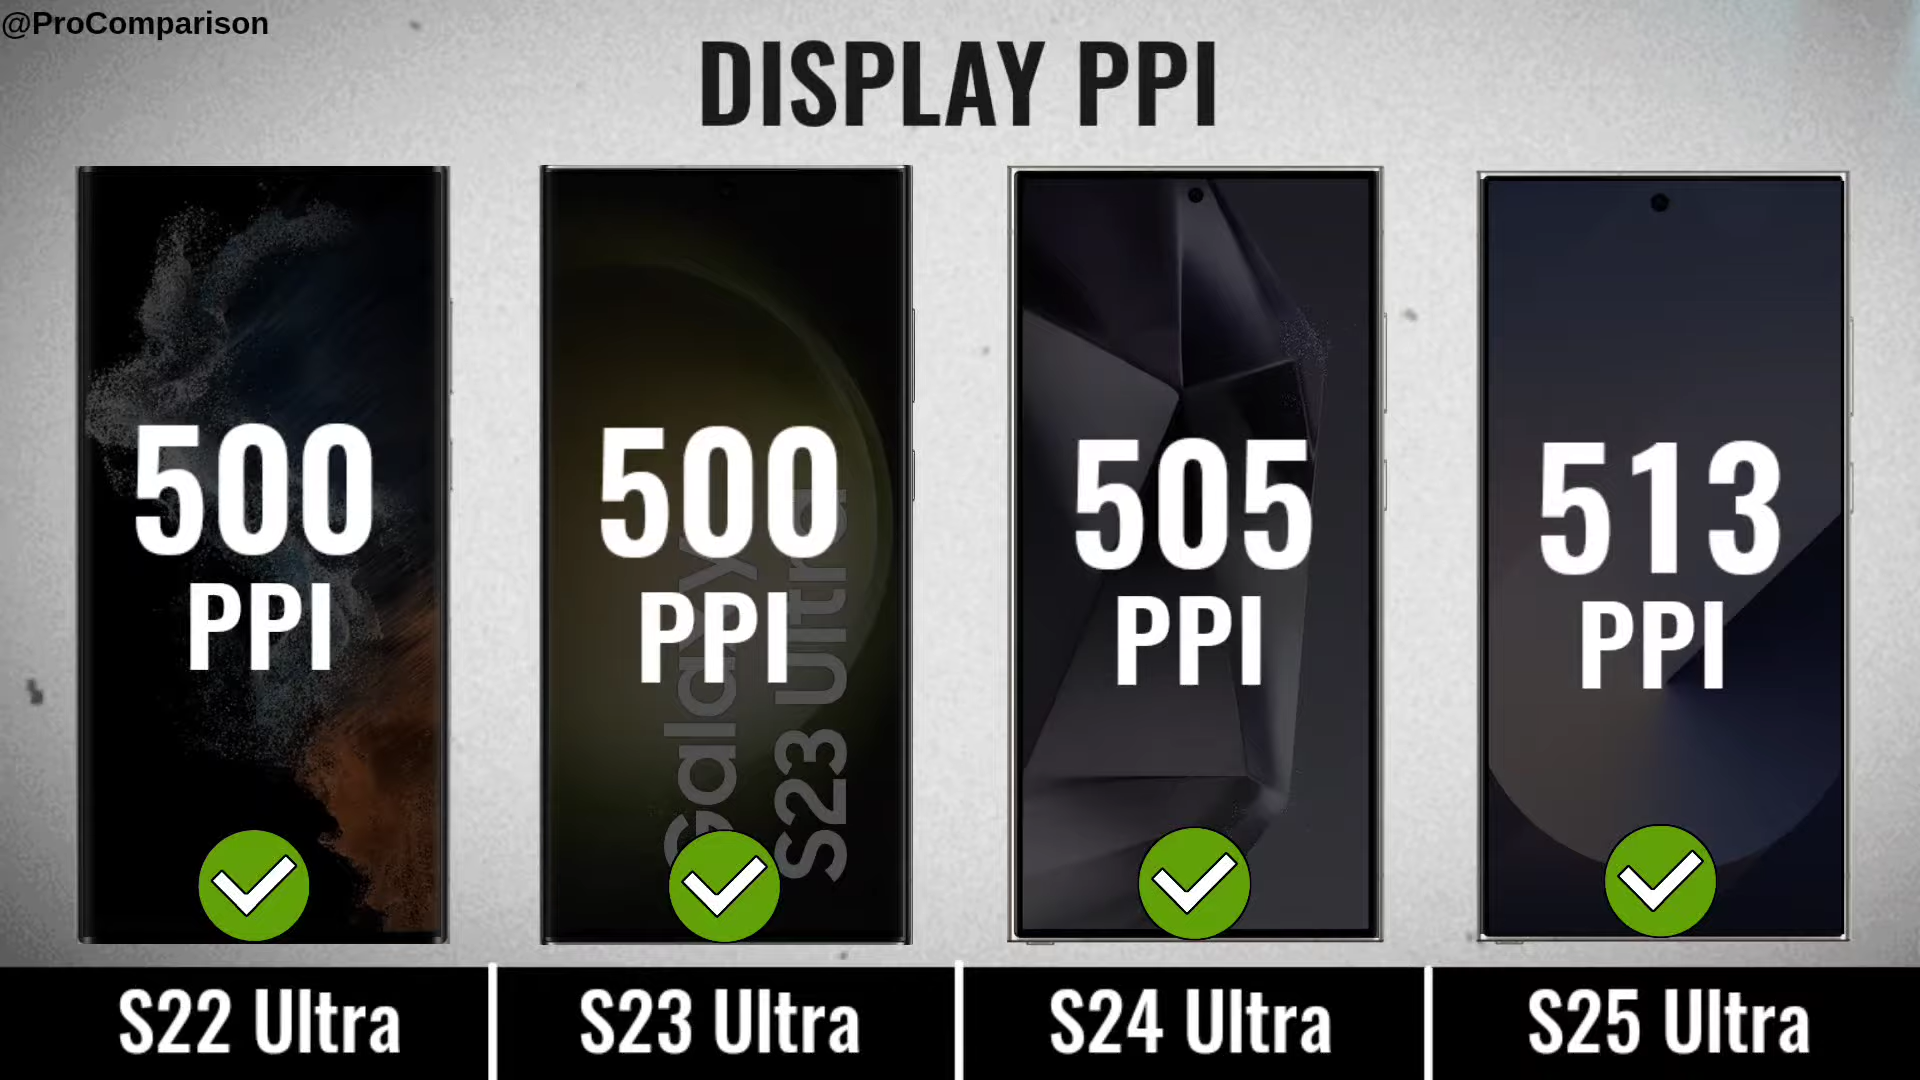 @ProComparison
DISPLAY PPI
500
PPI
500
PPI
505
PPI
513
PPI
Galaxy
S23 Ultra
S22 Ultra
S23 Ultra
S24 Ultra
S25 Ultra